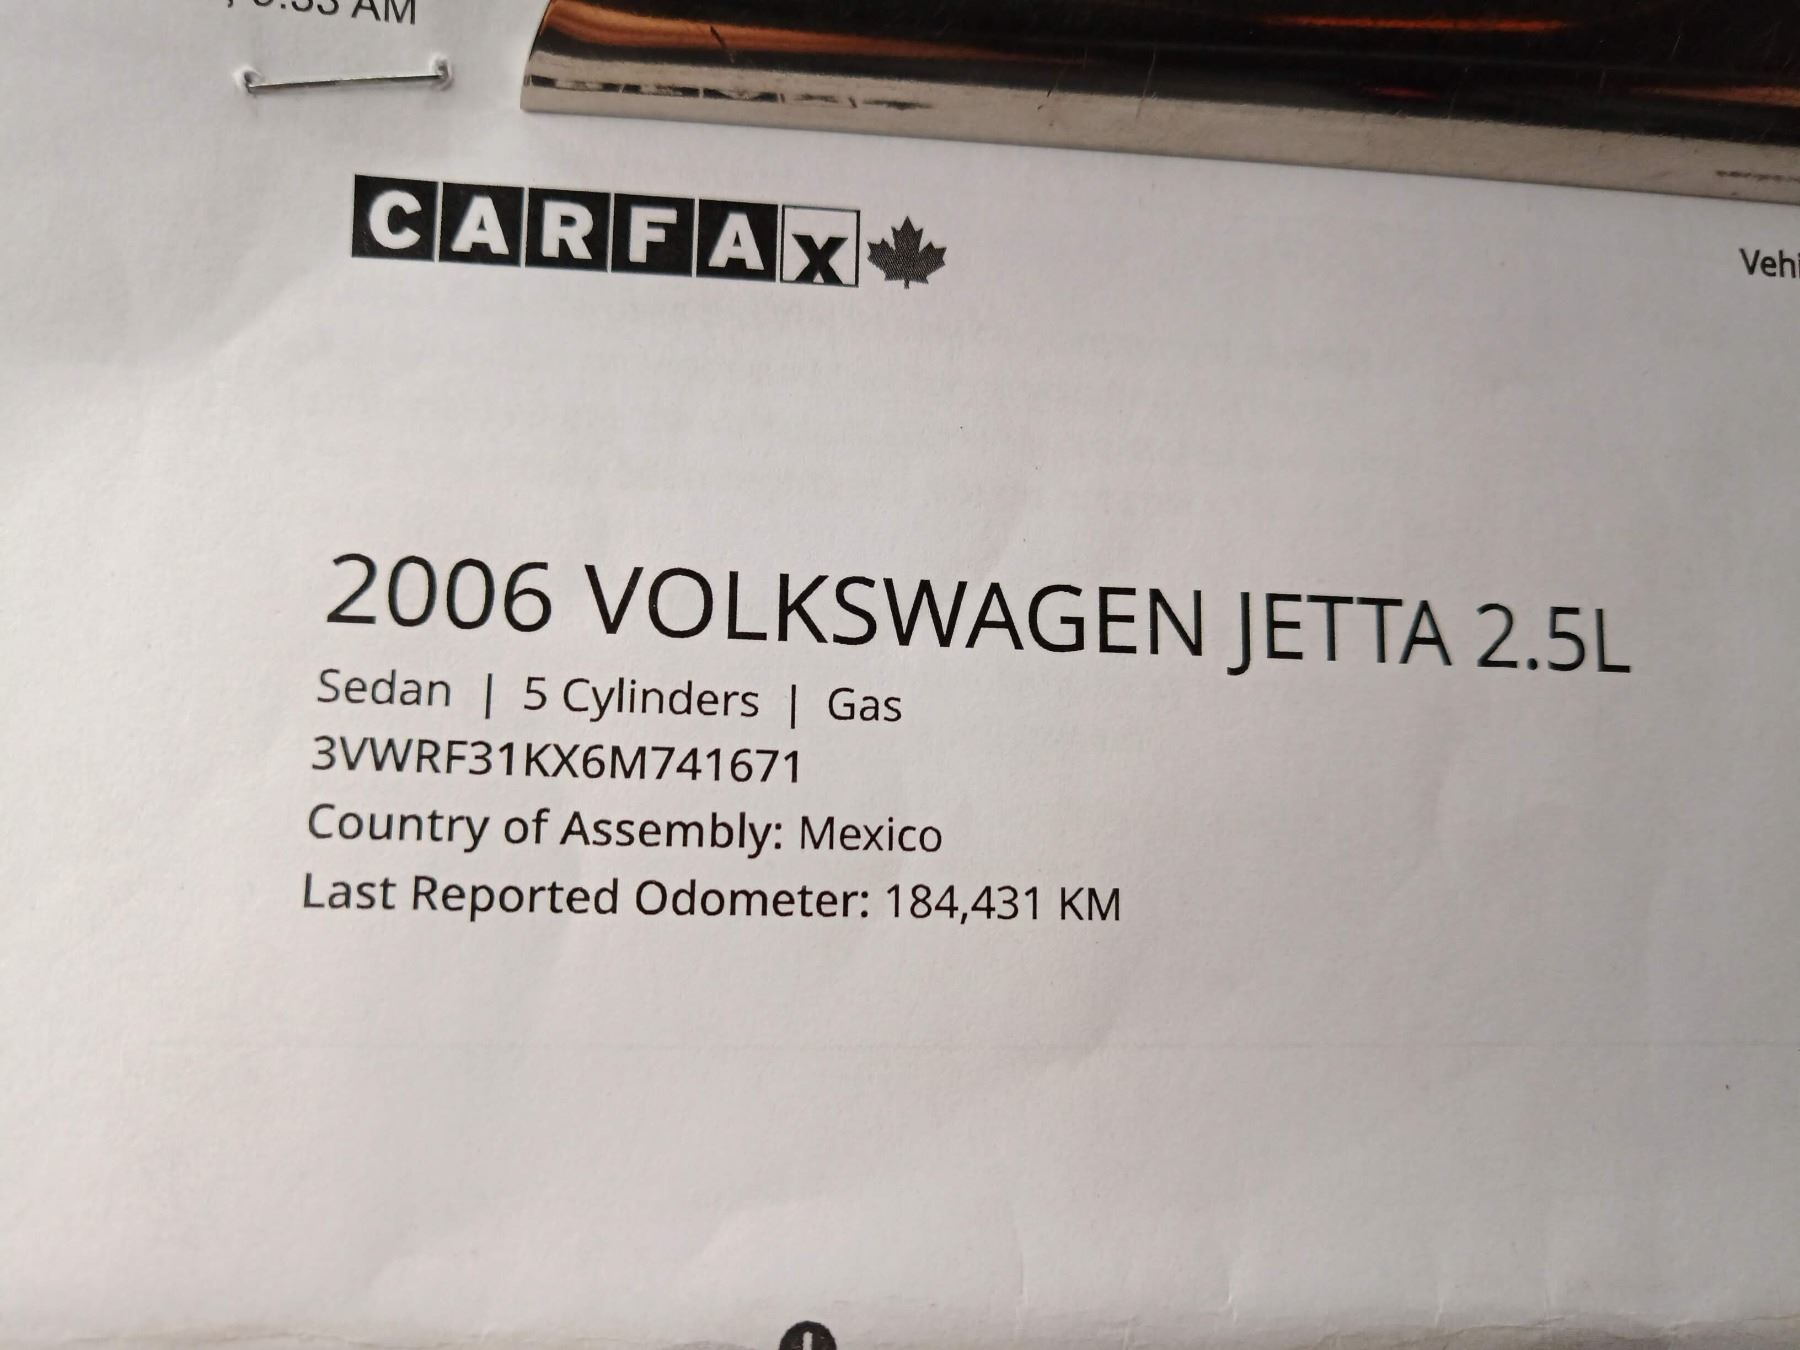 AM
CARFAX
2006 VOLKSWAGEN JETTA 2.5L
Sedan | 5 Cylinders | Gas
3VWRF31KX6M741671
Country of Assembly: Mexico
Last Reported Odometer: 184,431 KM